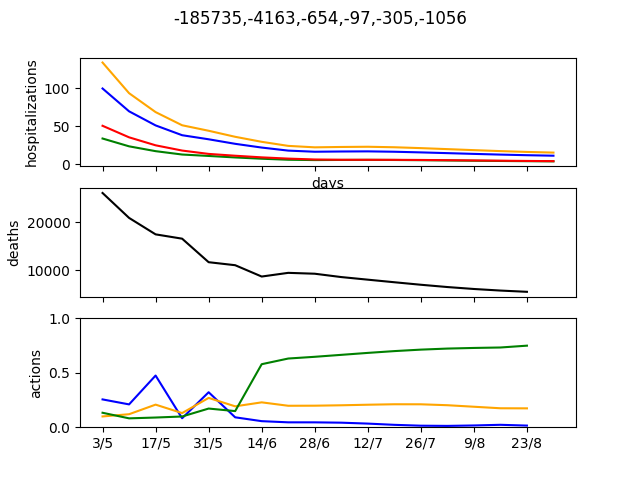 -185735,-4163,-654,-97,-305,-1056
hospitalizations
100
50
0
days
deaths
20000
10000
actions
1.0
0.5
0.0
3/5 17/5 31/5 14/6 28/6 12/7 26/7 9/8 23/8